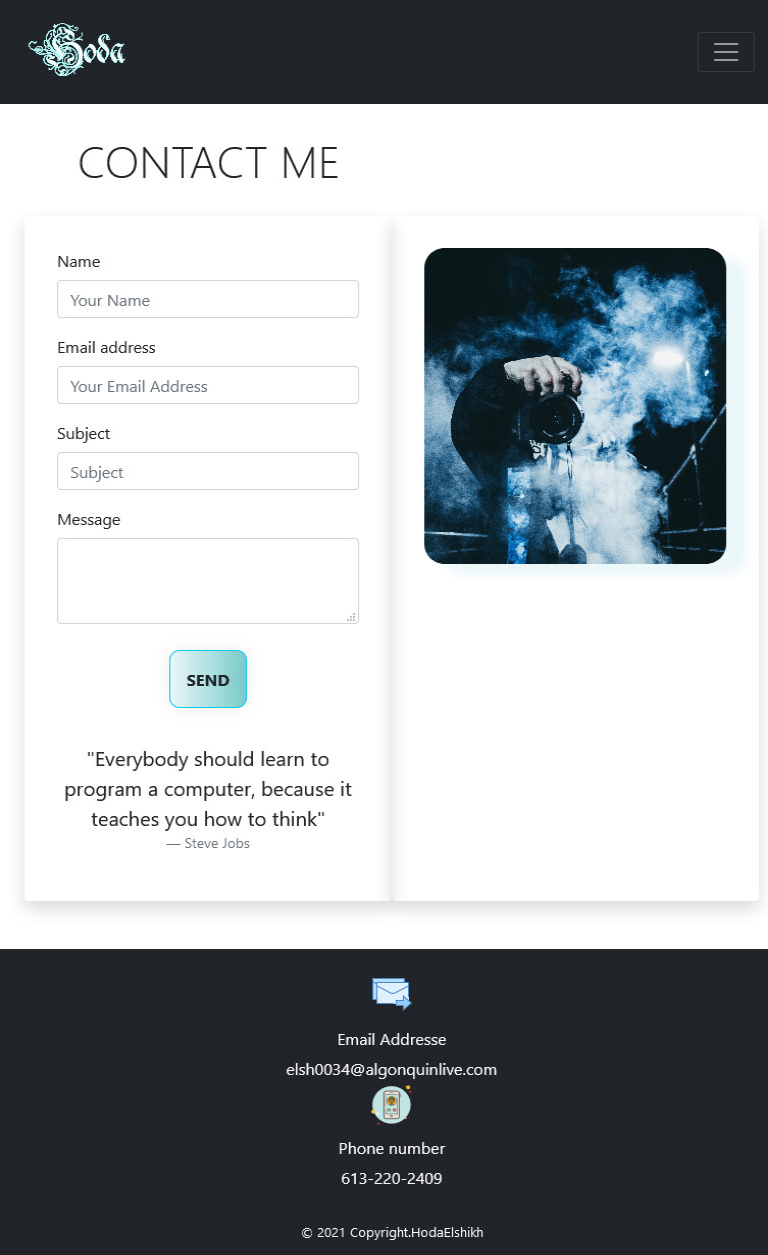 Hoda
CONTACT ME
Name
Your Name
Email address
Your Email Address
Subject
Subject
Message
SEND
"Everybody should learn to
program a computer, because it
teaches you how to think"
— Steve Jobs
Email Addresse
elsh0034@algonquinlive.com
Phone number
613-220-2409
© 2021 Copyright.HodaElshikh